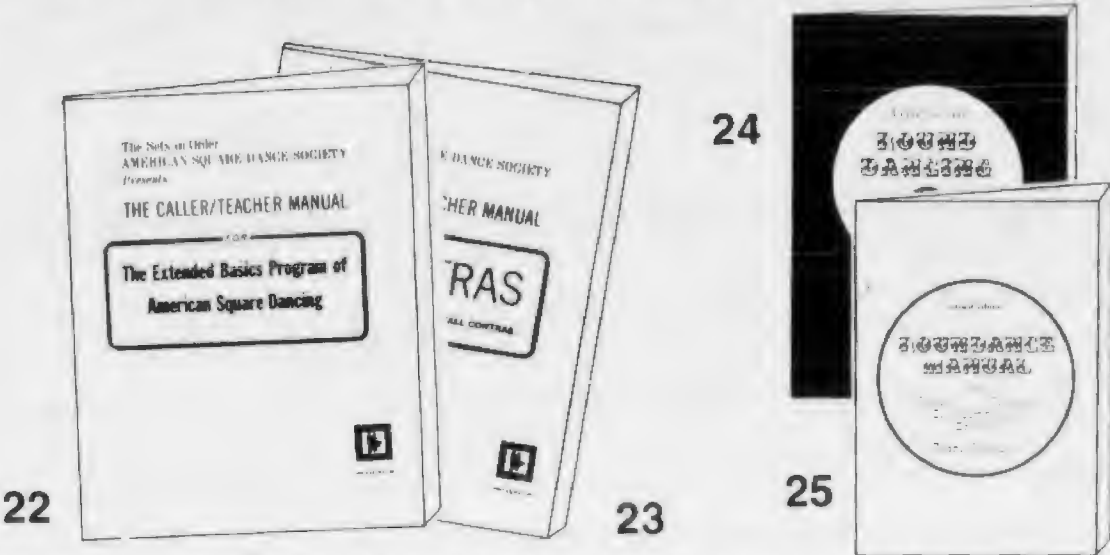 The Sets in Order
AMERICAN SQUARE DANCE SOCIETY
Presents
THE CALLER/TEACHER MANUAL
FOR
The Extended Basics Program of
American Square Dancing
22
E DANCE SOCIETY
CHER MANUAL
TRAS
ALL CONTRAS
23
24
ROUND
DANCING
25
ROUNDANCE
MANUAL